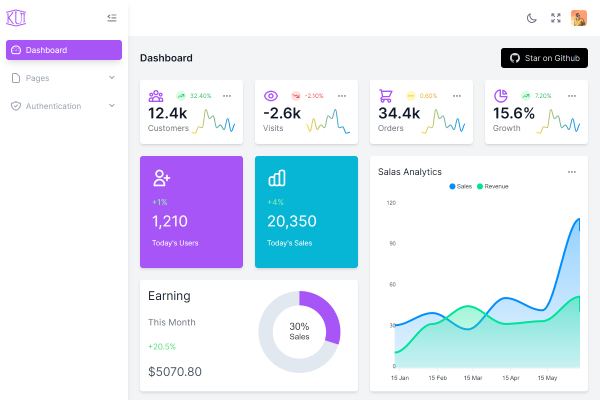 KUI
Dashboard
Pages
Authentication
Dashboard
Star on Github
32.40%
12.4k
Customers
2.10%
-2.6k
Visits
0.60%
34.4k
Orders
7.20%
15.6%
Growth
+1%
1,210
Today's Users
+4%
20,350
Today's Sales
Salas Analytics
Sales Revenue
120
90
60
30
0
15 Jan 15 Feb 15 Mar 15 Apr 15 May
Earning
This Month
+20.5%
$5070.80
30%
Sales